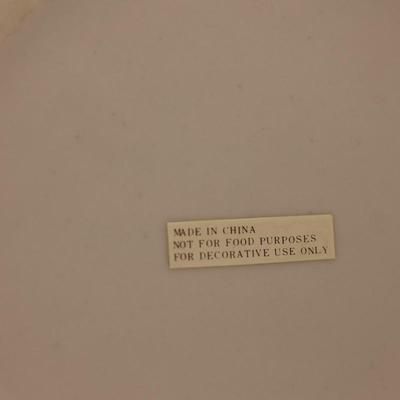 MADE IN CHINA
NOT FOR FOOD PURPOSES
FOR DECORATIVE USE ONLY